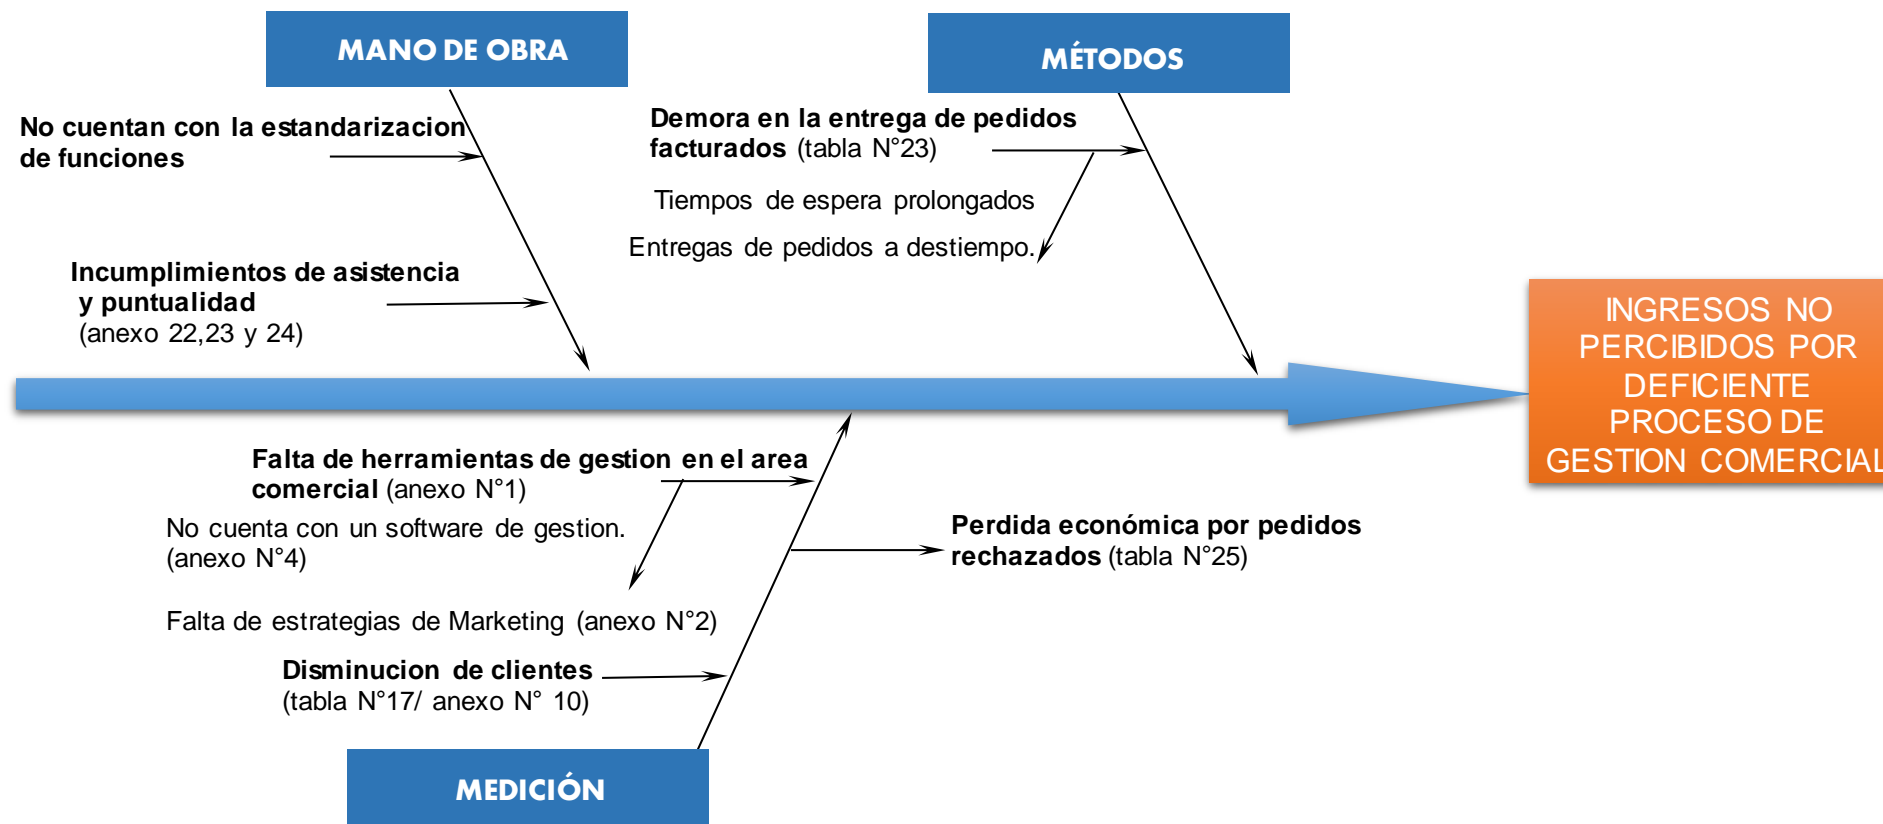 MANO DE OBRA
MÉTODOS
No cuentan con la estandarizacion
de funciones
Demora en la entrega de pedidos
facturados (tabla N°23)
Tiempos de espera prolongados
Entregas de pedidos a destiempo.
Incumplimientos de asistencia
y puntualidad
(anexo 22,23 y 24)
INGRESOS NO
PERCIBIDOS POR
DEFICIENTE
PROCESO DE
GESTION COMERCIAL
Falta de herramientas de gestion en el area
comercial (anexo N°1)
No cuenta con un software de gestion.
(anexo N°4)
Perdida económica por pedidos
rechazados (tabla N°25)
Falta de estrategias de Marketing (anexo N°2)
Disminucion de clientes
(tabla N°17/ anexo N° 10)
MEDICIÓN